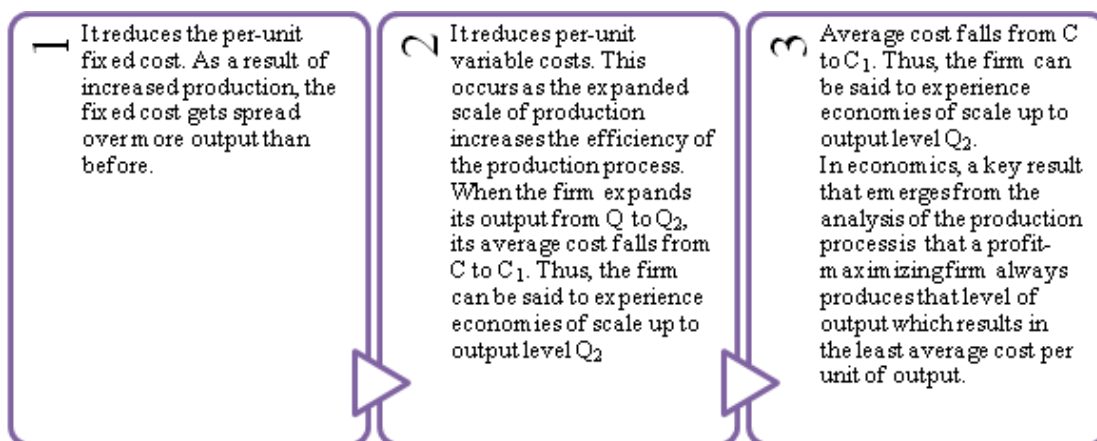 1
It reduces the per-unit
fixed cost. As a result of
increased production, the
fixed cost gets spread
over more output than
before.
2
It reduces per-unit
variable costs. This
occurs as the expanded
scale of production
increases the efficiency of
the production process.
When the firm expands
its output from Q to Q₂,
its average cost falls from
C to C₁. Thus, the firm
can be said to experience
economies of scale up to
output level Q₂
3
Average cost falls from C
to C₁. Thus, the firm can
be said to experience
economies of scale up to
output level Q₂.
In economics, a key result
that emerges from the
analysis of the production
process is that a profit-
maximizing firm always
produces that level of
output which results in
the least average cost per
unit of output.